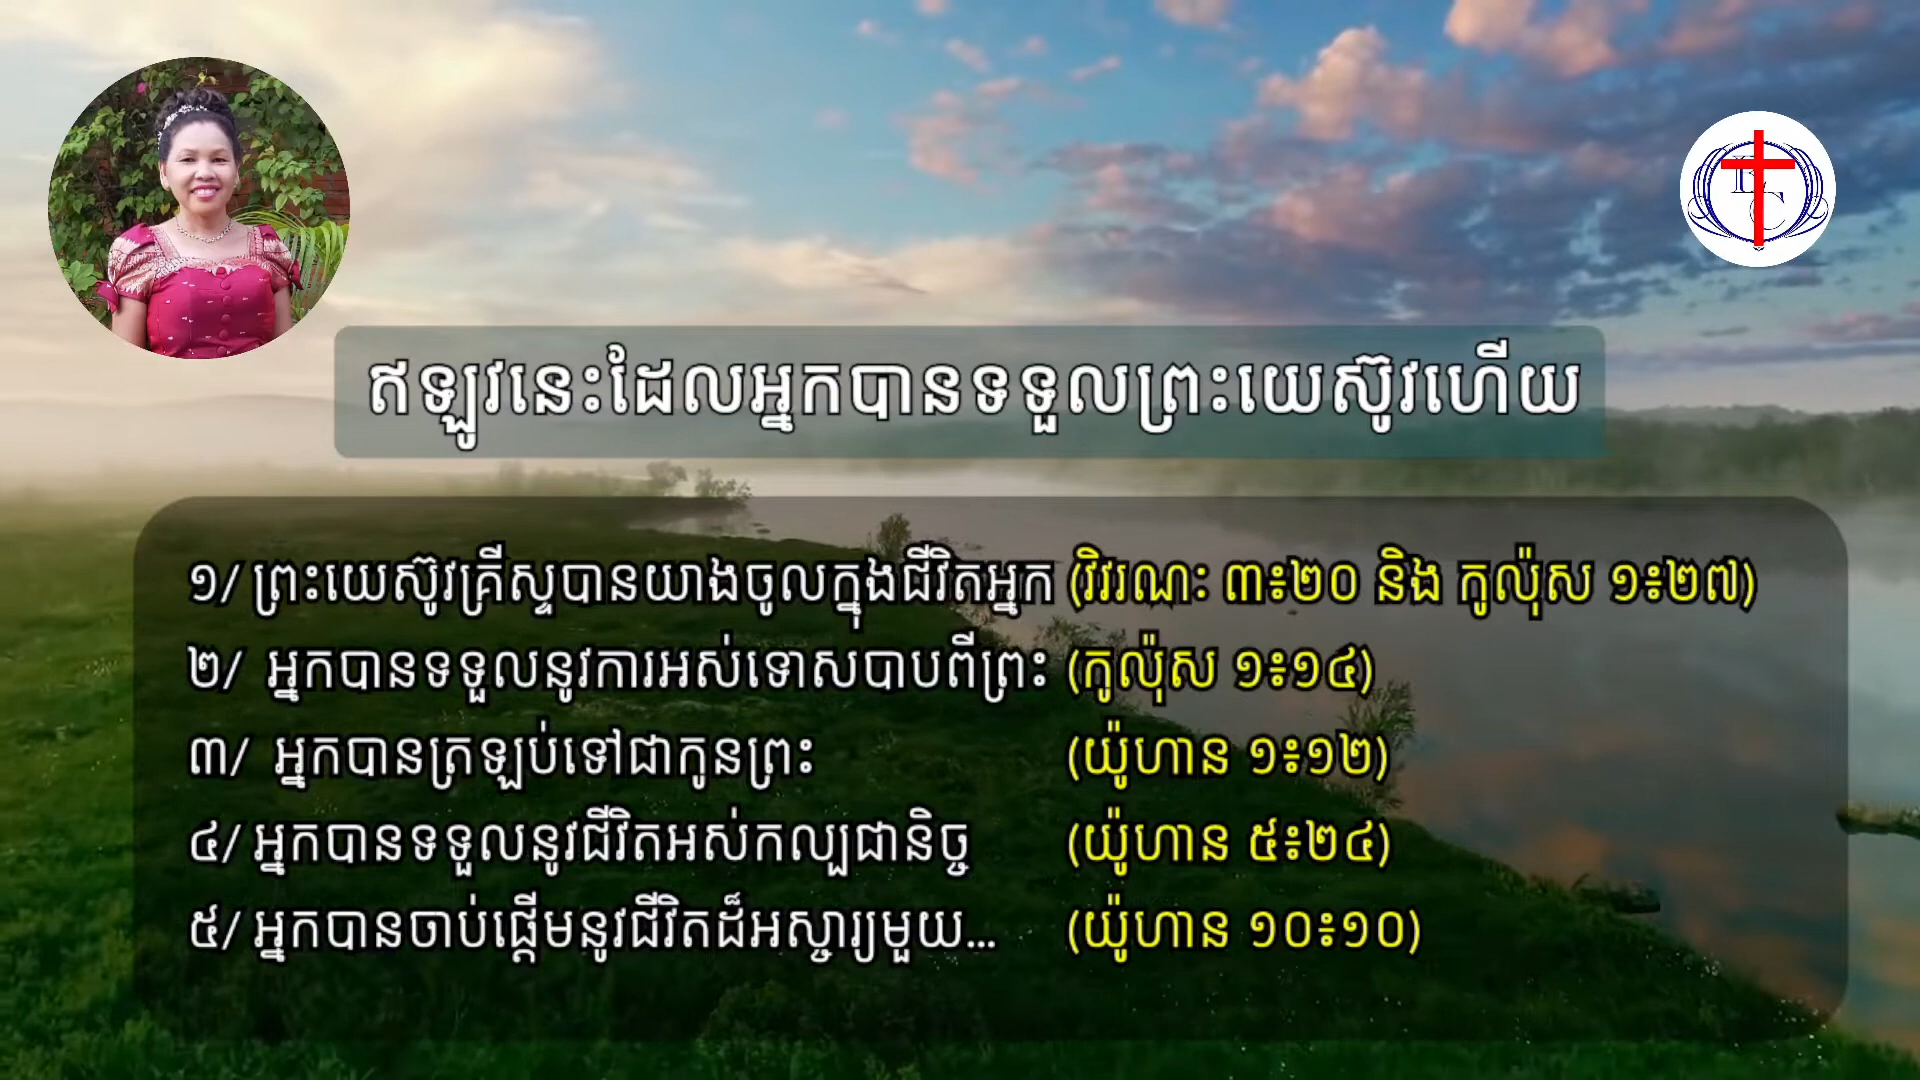 ឥឡូវនេះដែលអ្នកបានទទួលព្រះយេស៊ូវហើយ
១/ ព្រះយេស៊ូវគ្រីស្ទបានយាងចូលក្នុងជីវិតអ្នក (វិវរណៈ ៣៖២០ និង កូល៉ុស ១៖២៧)
២/ អ្នកបានទទួលនូវការអស់ទោសបាបពីព្រះ (កូល៉ុស ១៖១៤)
៣/ អ្នកបានត្រឡប់ទៅជាកូនព្រះ (យ៉ូហាន ១៖១២)
៤/ អ្នកបានទទួលនូវជីវិតអស់កល្បជានិច្ច (យ៉ូហាន ៥៖២៤)
៥/ អ្នកបានចាប់ផ្តើមនូវជីវិតដ៏អស្ចារ្យមួយ... (យ៉ូហាន ១០៖១០)